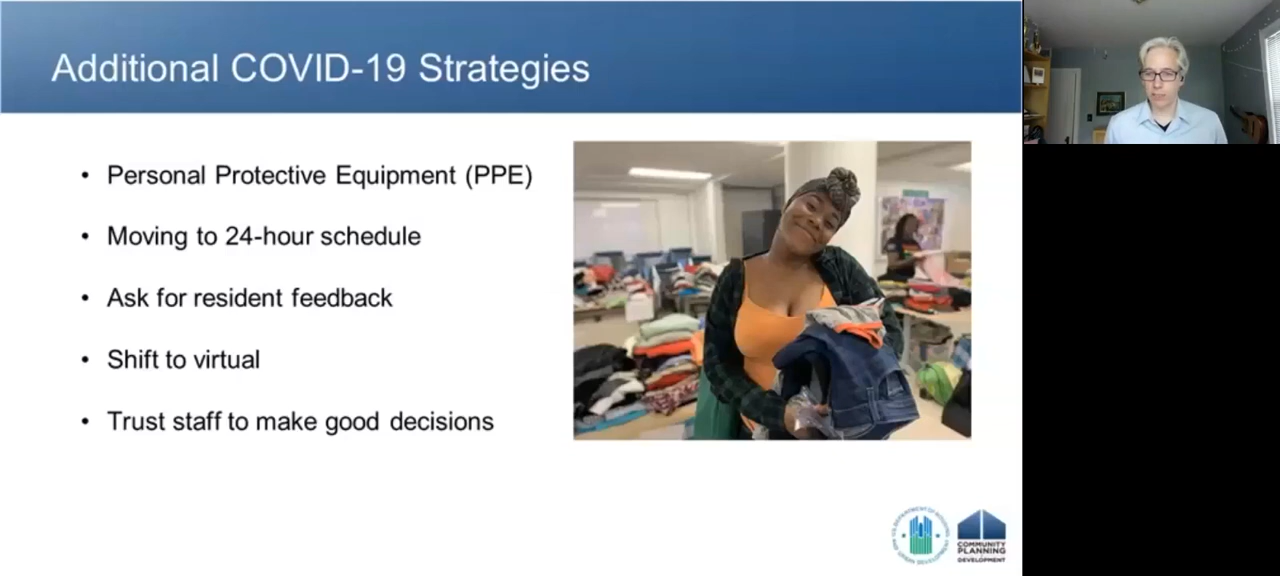 Additional COVID-19 Strategies
• Personal Protective Equipment (PPE)
• Moving to 24-hour schedule
• Ask for resident feedback
• Shift to virtual
• Trust staff to make good decisions
COMMUNITY
PLANNING
DEVELOPMENT